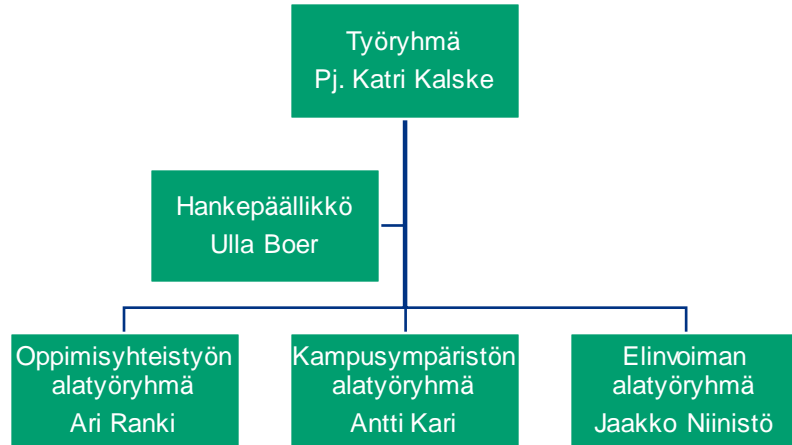 Työryhmä
Pj. Katri Kalske
Hankepäällikkö
Ulla Boer
Oppimisyhteistyön
alatyöryhmä
Ari Ranki
Kampusympäristön
alatyöryhmä
Antti Kari
Elinvoiman
alatyöryhmä
Jaakko Niinistö